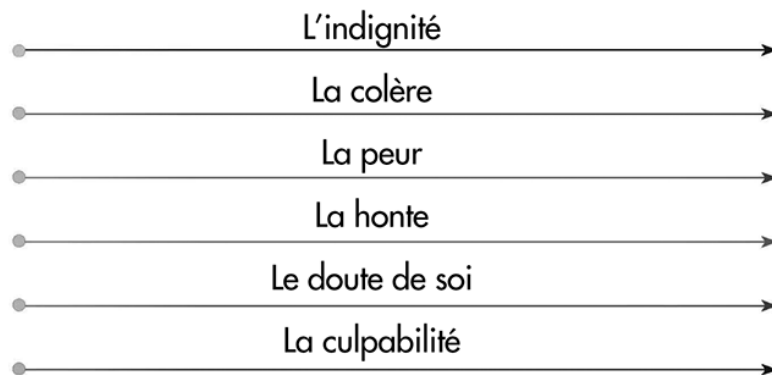 L'indignité
La colère
La peur
La honte
Le doute de soi
La culpabilité